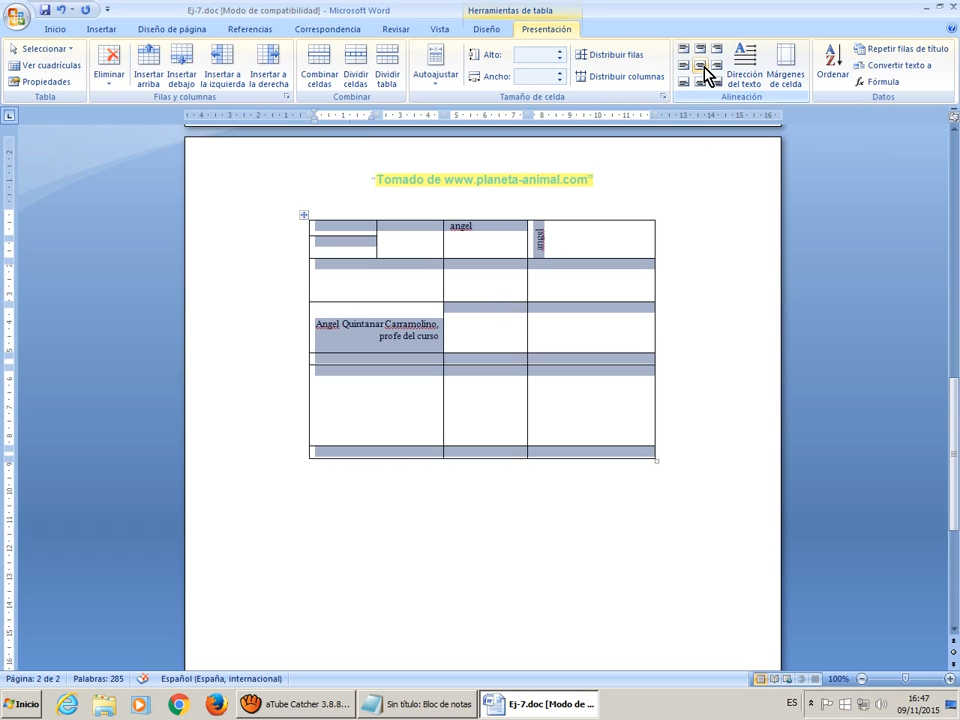 Ej-7.doc [Modo de compatibilidad] - Microsoft Word
Herramientas de tabla
Inicio
Insertar
Diseño de página
Referencias
Correspondencia
Revisar
Vista
Diseño
Presentación
Seleccionar
Ver cuadrículas
Propiedades
Tabla
Eliminar
Insertar arriba
Insertar debajo
Insertar a la izquierda
Insertar a la derecha
Filas y columnas
Combinar celdas
Dividir celdas
Dividir tabla
Combinar
Autoajustar
Alto:
Ancho:
Distribuir filas
Distribuir columnas
Tamaño de celda
Dirección del texto
Márgenes de celda
Alineación
Ordenar
Repetir filas de título
Convertir texto a
Fórmula
Datos
“Tomado de www.planeta-animal.com”
angel
angel
Angel Quintanar Carramolino,
profe del curso
Página: 2 de 2
Palabras: 285
Español (España, internacional)
100%
Inicio
aTube Catcher 3.8.8...
Sin título: Bloc de notas
Ej-7.doc [Modo de ...
ES
16:47
09/11/2015